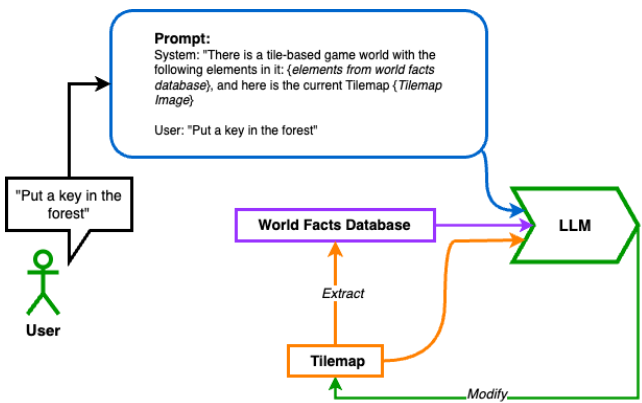 Prompt:
System: "There is a tile-based game world with the
following elements in it: {elements from world facts
database}, and here is the current Tilemap {Tilemap
Image}
User: "Put a key in the forest"
"Put a key in the
forest"
User
World Facts Database
LLM
Extract
Tilemap
Modify